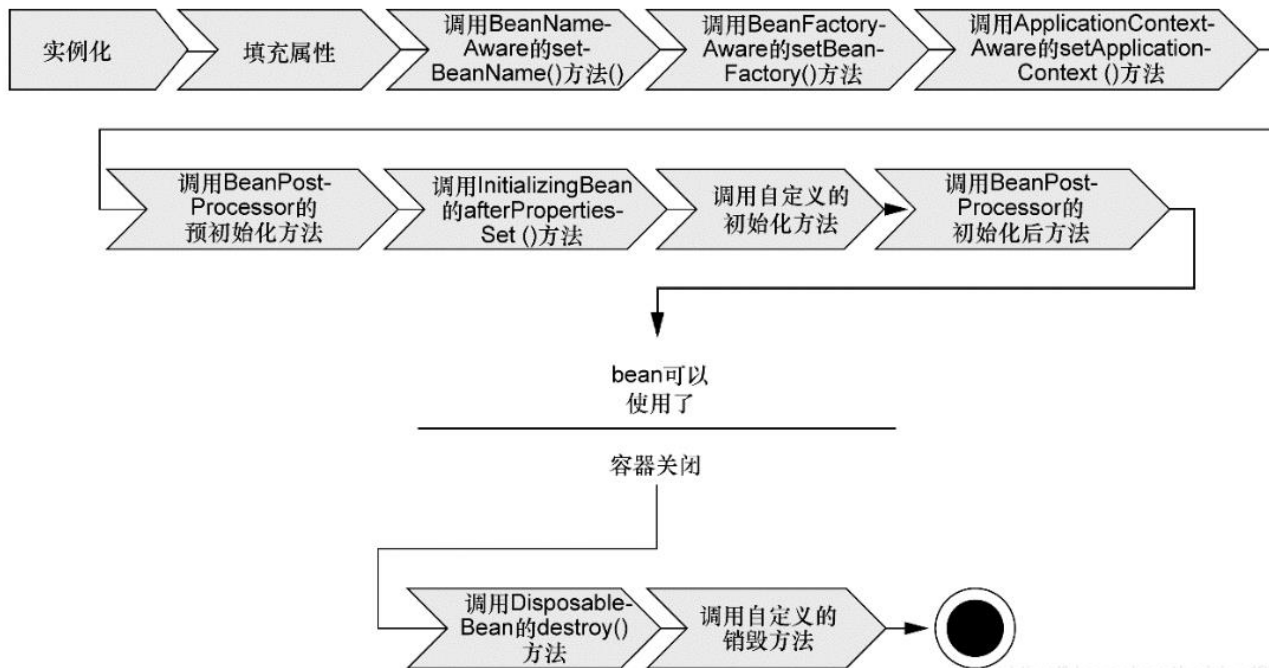 实例化
填充属性
调用BeanName-
Aware的set-
BeanName()方法()
调用BeanFactory-
Aware的setBean-
Factory()方法
调用ApplicationContext-
Aware的setApplication-
Context ()方法
调用BeanPost-
Processor的
预初始化方法
调用InitializingBean
的afterProperties-
Set ()方法
调用自定义的
初始化方法
调用BeanPost-
Processor的
初始化后方法
bean可以
使用了
容器关闭
调用Disposable-
Bean的destroy()
方法
调用自定义的
销毁方法